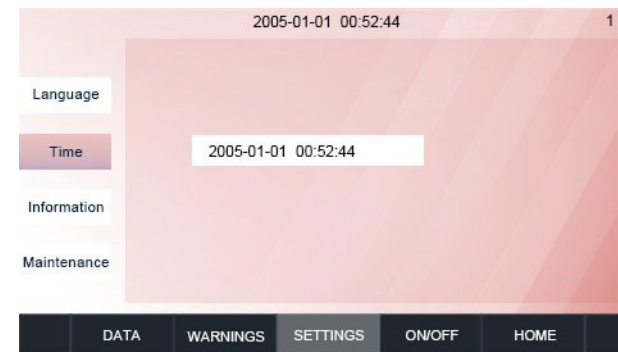 2005-01-01 00:52:44 1
Language
Time
2005-01-01 00:52:44
Information
Maintenance
DATA WARNINGS SETTINGS ON/OFF HOME